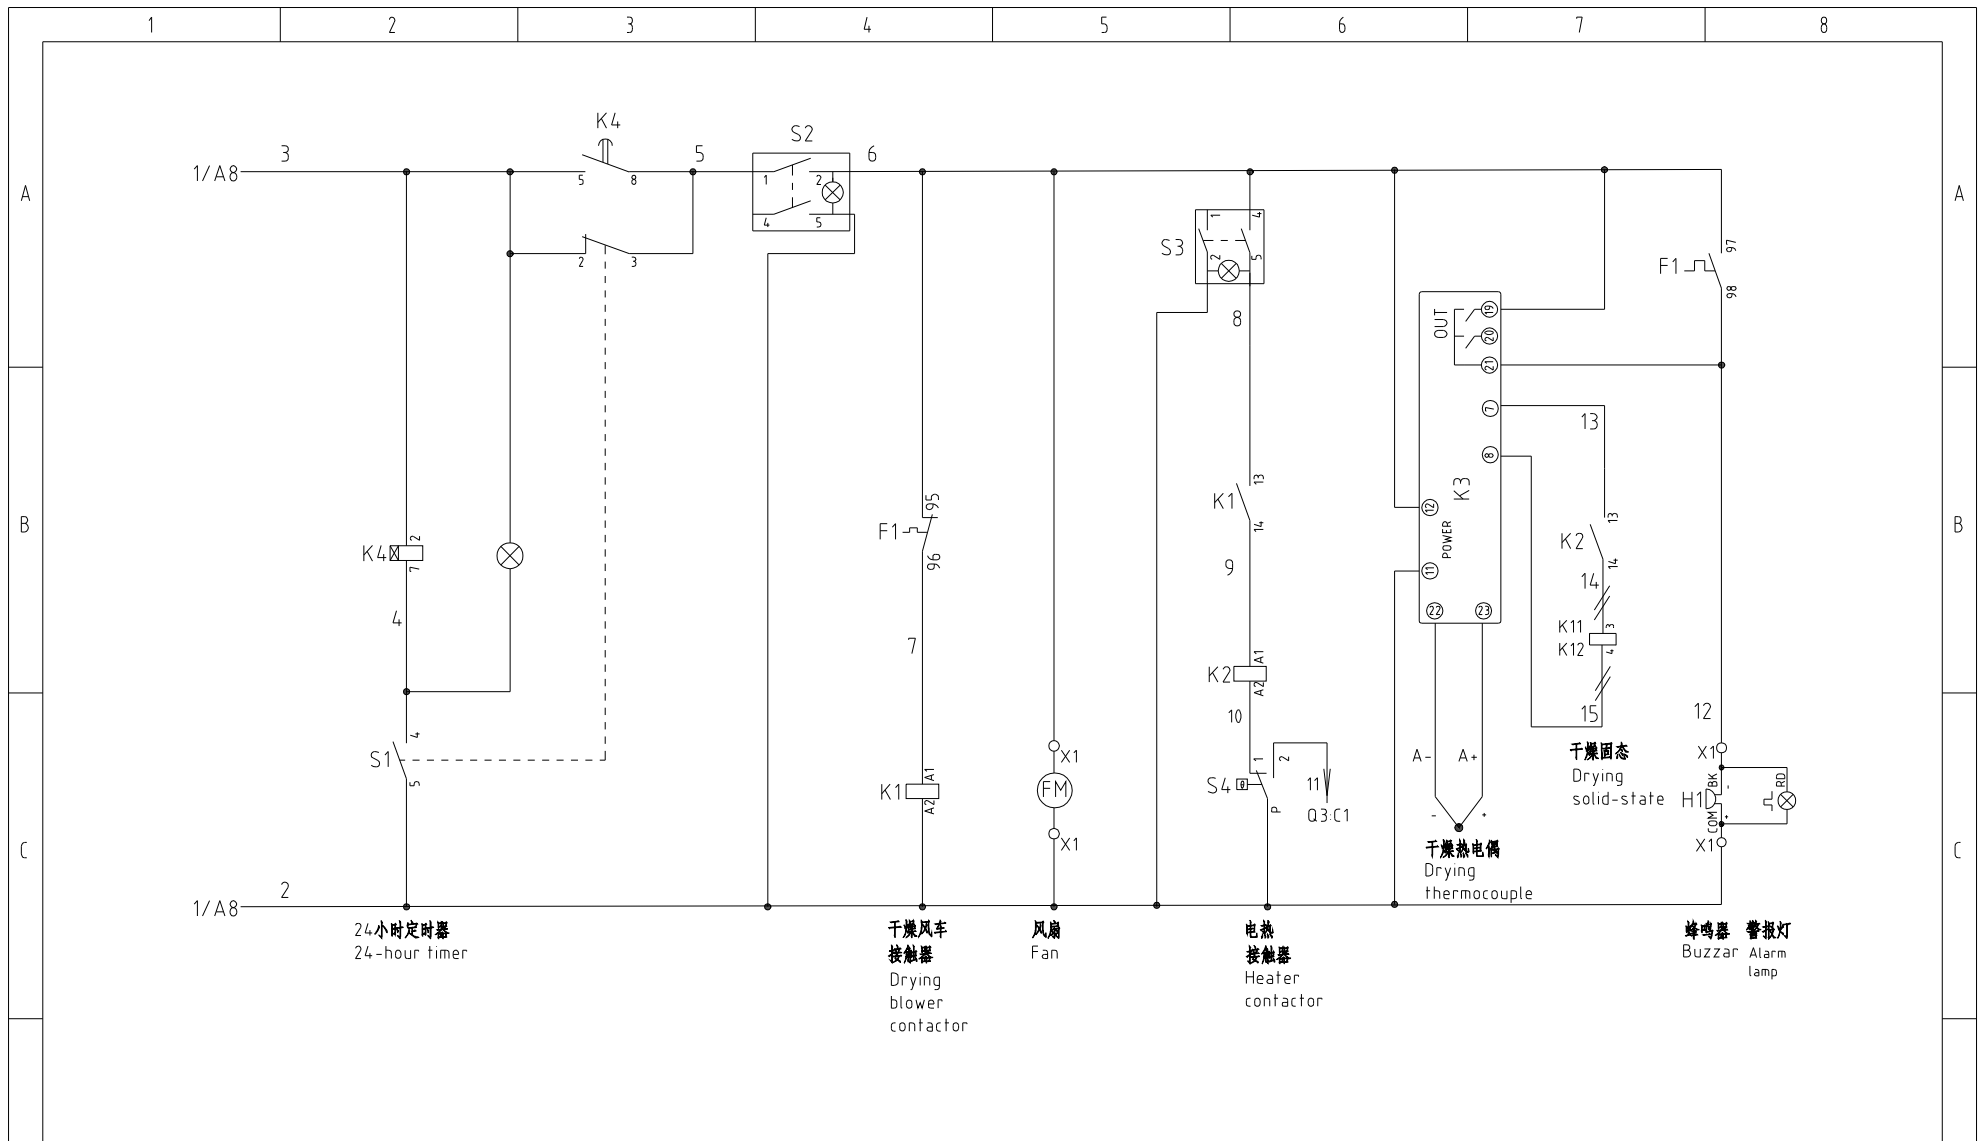 1 2 3 4 5 6 7 8
A A
K4
S2
3 5 6
1/A8
5 8 1 2
4 5
2 3
1 4
S3
2 5
8
97
F1
98
OUT
19
20
21
7
13
8
K3
12
POWER
11
22 23
B B
95
F1
96
13
K1
14
9
13
K2
14
14
K11 3
K12 4
15
K4 2
7
4
7
A1
K2
A2
10
12
S1 4
5
A1
K1
A2
X1
FM
X1
1 2
S4
P
11
Q3:C1
A- A+
- +
干燥热电偶
Drying
thermocouple
干燥固态
Drying
solid-state
X1
BK
-
RD
H1
COM
+
X1
C C
2
1/A8
24小时定时器
24-hour timer
干燥风车
接触器
Drying
blower
contactor
风扇
Fan
电热
接触器
Heater
contactor
蜂鸣器 警报灯
Buzzar Alarm
lamp